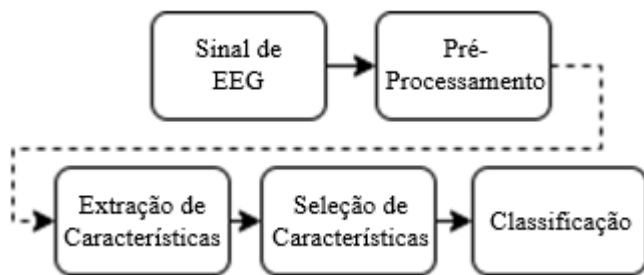 Sinal de
EEG
Pré-
Processamento
Extração de
Características
Seleção de
Características
Classificação